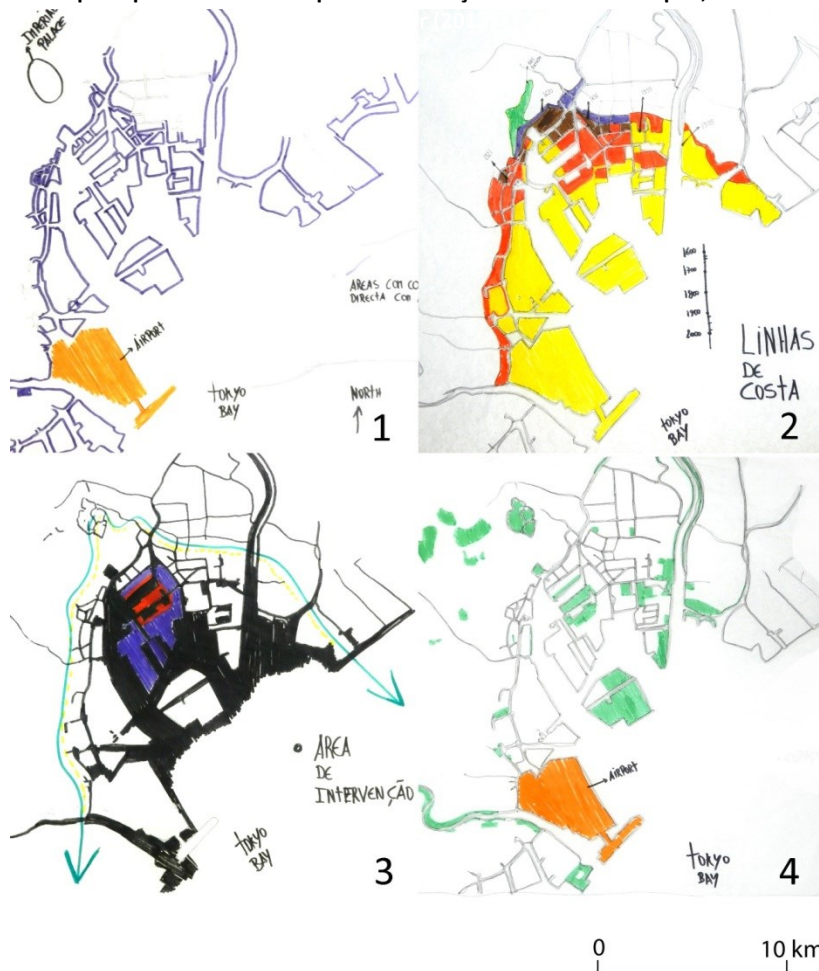 IMPERIAL
PALACE
AIRPORT
TOKYO
BAY
NORTH
1
AREAS COM CO
DIRECTA COM
1600
1700
1800
1900
2000
LINHAS
DE
COSTA
TOKYO
BAY
2
AREA
DE
INTERVENÇÃO
TOKYO
BAY
3
AIRPORT
TOKYO
BAY
4
0 10 km